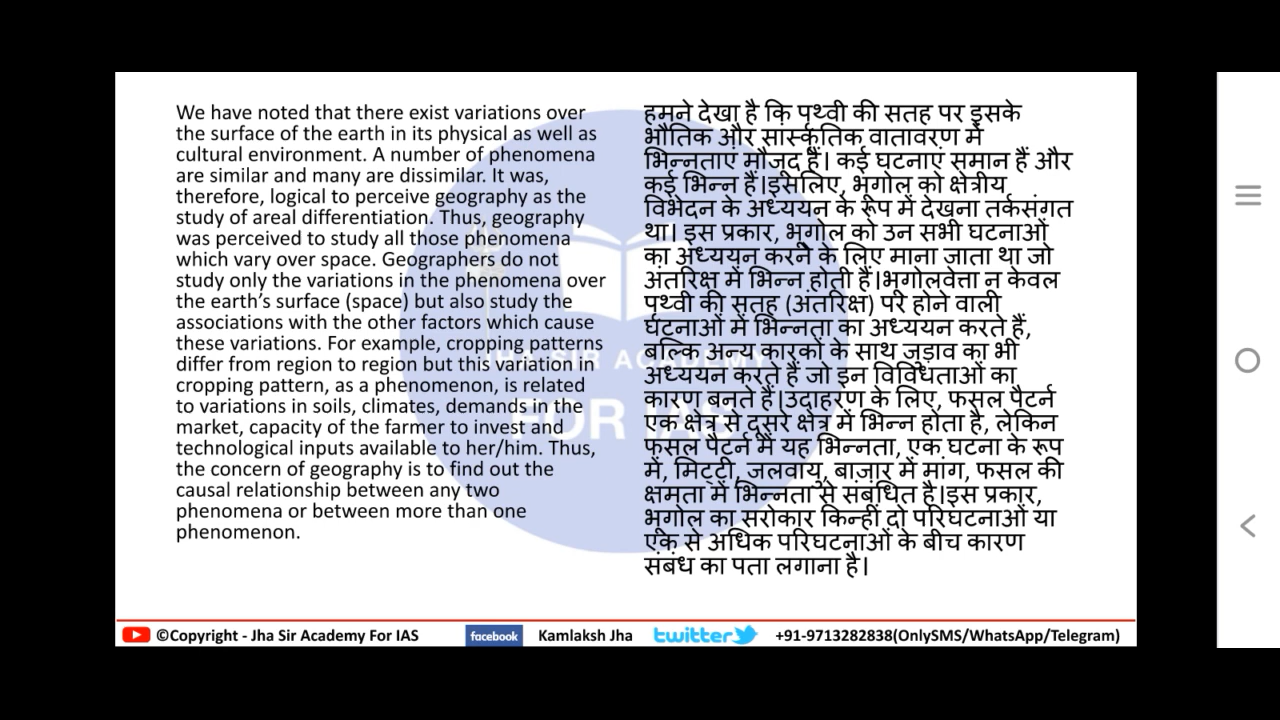 We have noted that there exist variations over
the surface of the earth in its physical as well as
cultural environment. A number of phenomena
are similar and many are dissimilar. It was,
therefore, logical to perceive geography as the
study of areal differentiation. Thus, geography
was perceived to study all those phenomena
which vary over space. Geographers do not
study only the variations in the phenomena over
the earth’s surface (space) but also study the
associations with the other factors which cause
these variations. For example, cropping patterns
differ from region to region but this variation in
cropping pattern, as a phenomenon, is related
to variations in soils, climates, demands in the
market, capacity of the farmer to invest and
technological inputs available to her/him. Thus,
the concern of geography is to find out the
causal relationship between any two
phenomena or between more than one
phenomenon.
हमने देखा है कि पृथ्वी की सतह पर इसके
भौतिक और सांस्कृतिक वातावरण में
भिन्नताएं मौजूद हैं। कई घटनाएं समान हैं और
कई भिन्न हैं।इसलिए, भूगोल को क्षेत्रीय
विभेदन के अध्ययन के रूप में देखना तर्कसंगत
था। इस प्रकार, भूगोल को उन सभी घटनाओं
का अध्ययन करने के लिए माना जाता था जो
अंतरिक्ष में भिन्न होती हैं।भूगोलवेत्ता न केवल
पृथ्वी की सतह (अंतरिक्ष) पर होने वाली
घटनाओं में भिन्नता का अध्ययन करते हैं,
बल्कि अन्य कारकों के साथ जुड़ाव का भी
अध्ययन करते हैं जो इन विविधताओं का
कारण बनते हैं।उदाहरण के लिए, फसल पैटर्न
एक क्षेत्र से दूसरे क्षेत्र में भिन्न होता है, लेकिन
फसल पैटर्न में यह भिन्नता, एक घटना के रूप
में, मिट्टी, जलवायु, बाज़ार में मांग, फसल की
क्षमता में भिन्नता से संबंधित है।इस प्रकार,
भूगोल का सरोकार किन्हीं दो परिघटनाओं या
एक से अधिक परिघटनाओं के बीच कारण
संबंध का पता लगाना है।
JHA SIR ACADEMY
FOR IAS
©Copyright - Jha Sir Academy For IAS facebook Kamlaksh Jha twitter +91-9713282838(OnlySMS/WhatsApp/Telegram)